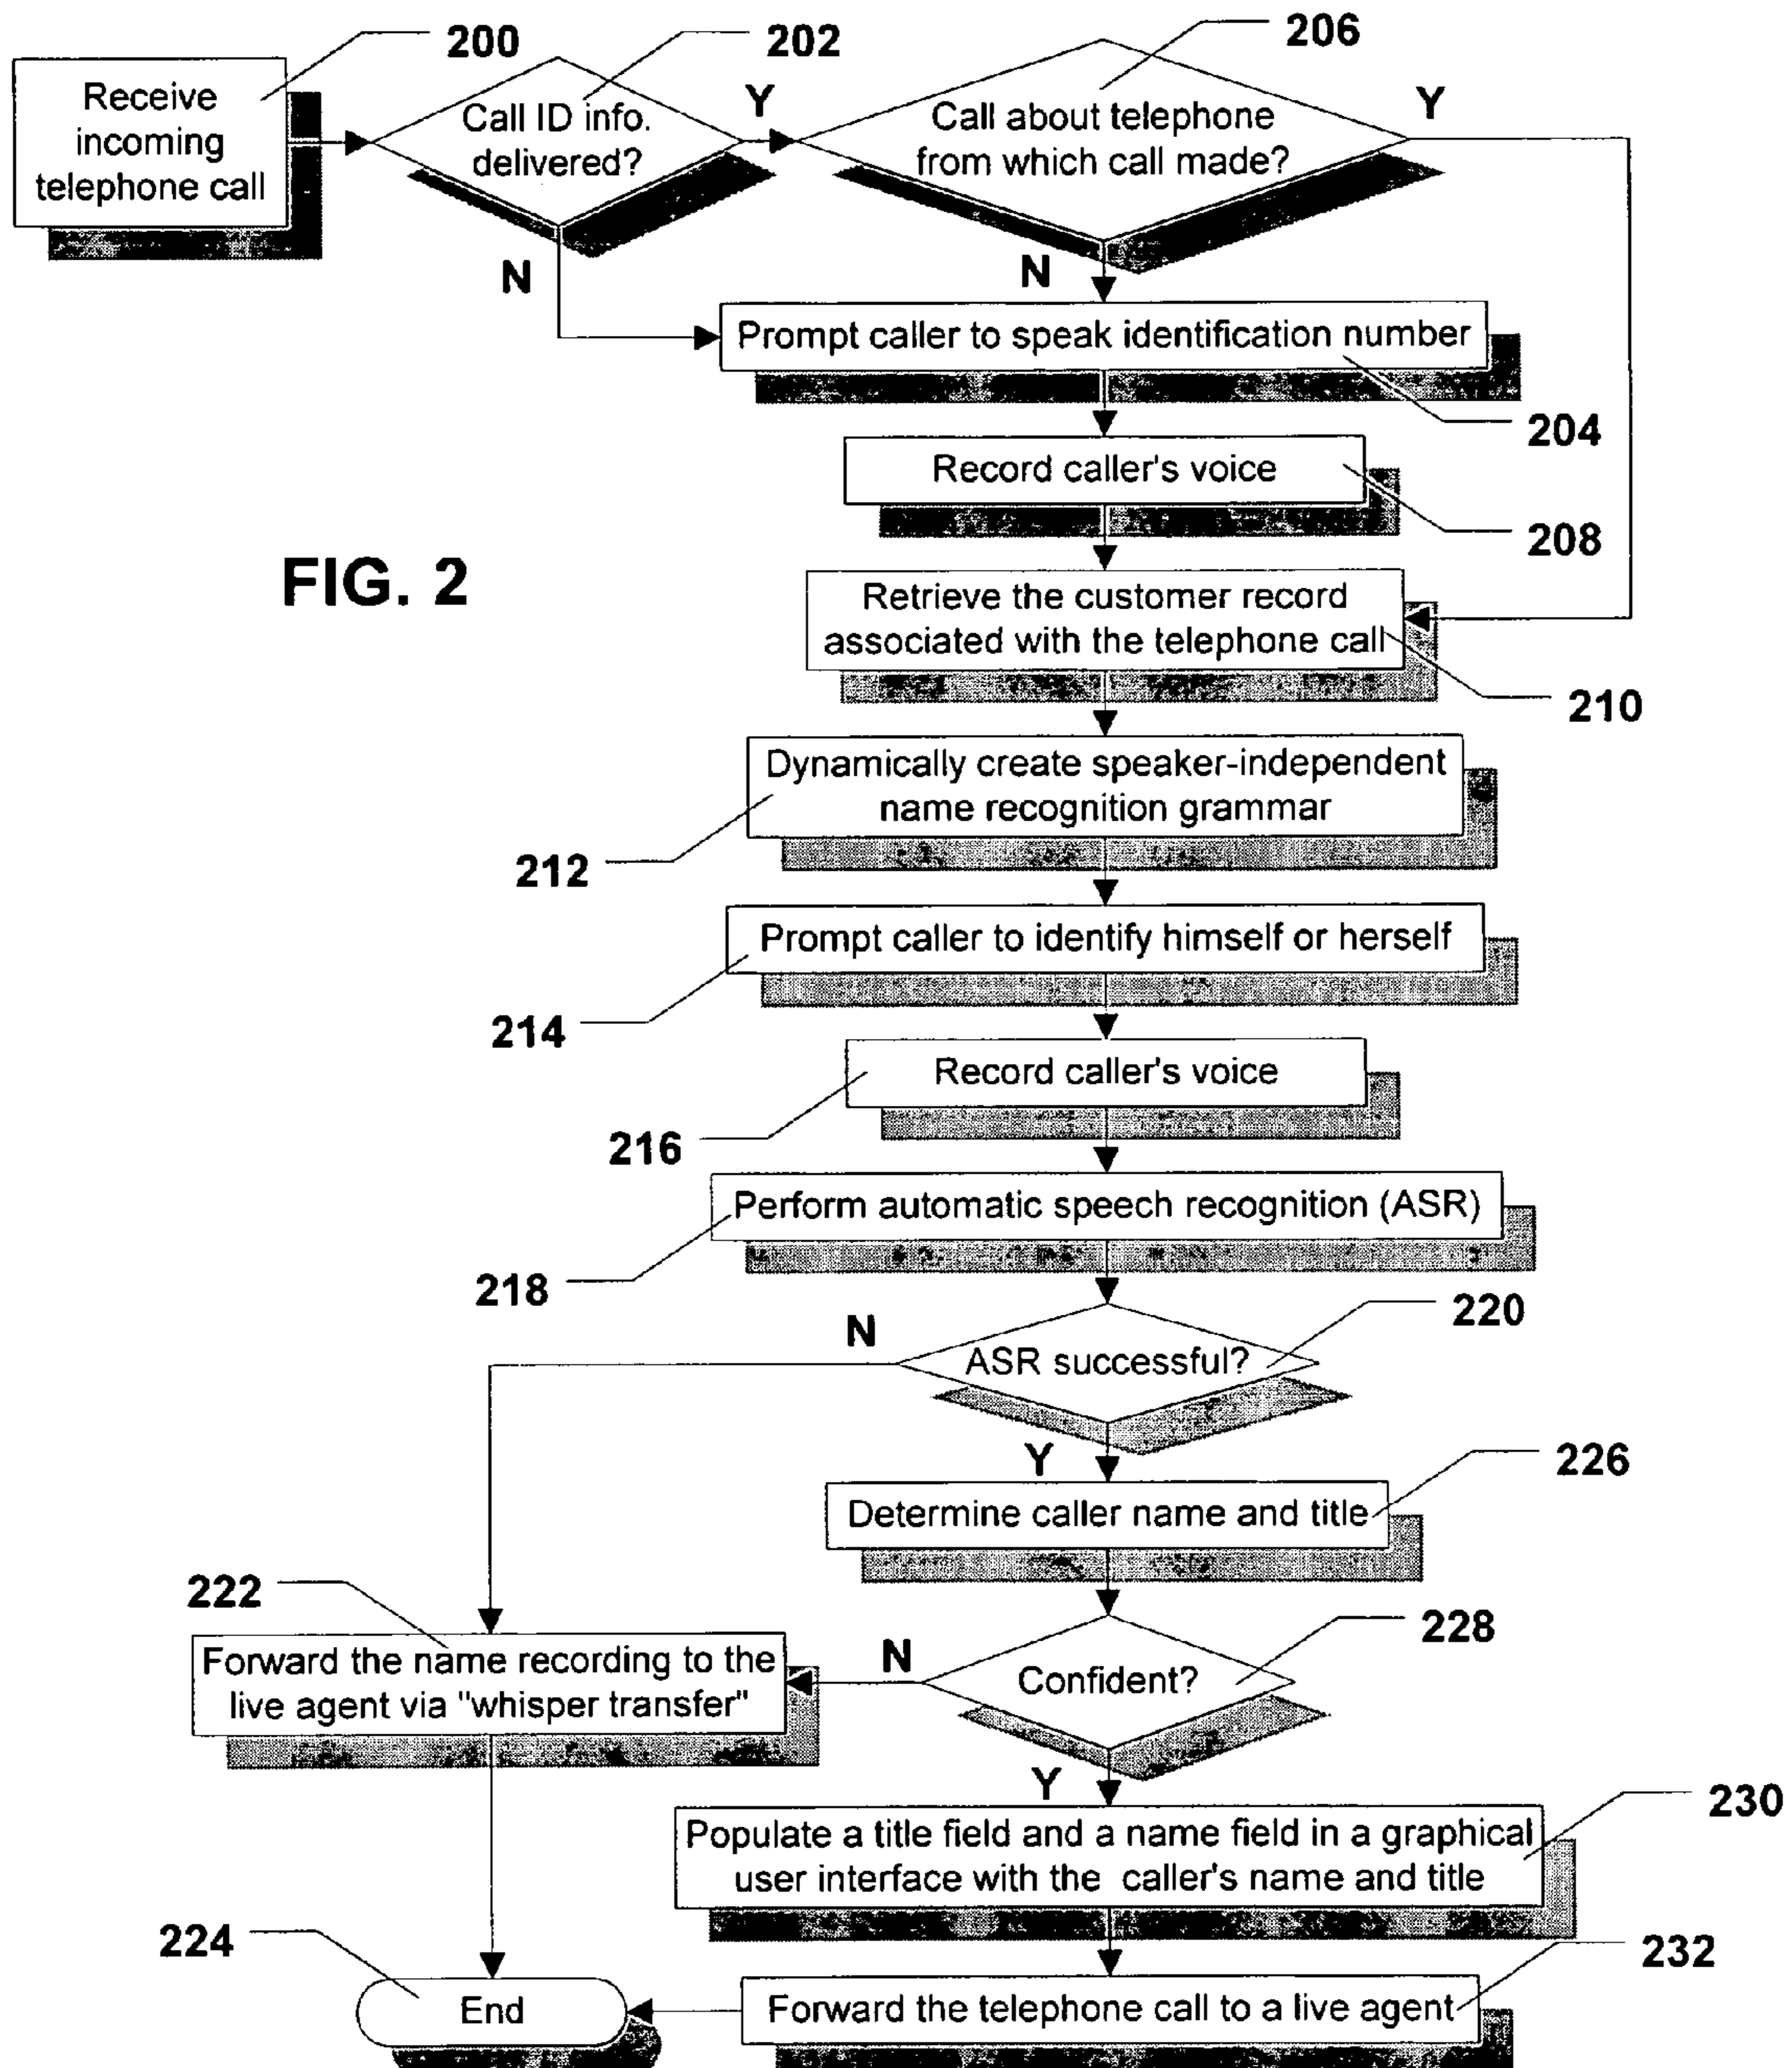 200
202
206
Receive
incoming
telephone call
Call ID info.
delivered?
Y
Call about telephone
from which call made?
Y
N
N
Prompt caller to speak identification number
204
Record caller's voice
208
FIG. 2
Retrieve the customer record
associated with the telephone call
210
Dynamically create speaker-independent
name recognition grammar
212
Prompt caller to identify himself or herself
214
Record caller's voice
216
Perform automatic speech recognition (ASR)
218
220
N
ASR successful?
Y
226
Determine caller name and title
222
228
Forward the name recording to the
live agent via "whisper transfer"
N
Confident?
Y
230
Populate a title field and a name field in a graphical
user interface with the caller's name and title
224
232
End
Forward the telephone call to a live agent